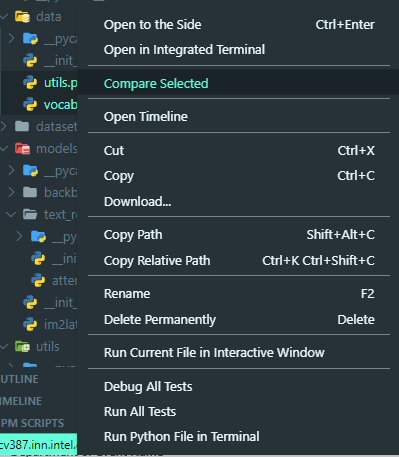 data
Open to the Side Ctrl+Enter
Open in Integrated Terminal
Compare Selected
Open Timeline
Cut Ctrl+X
Copy Ctrl+C
Download...
Copy Path Shift+Alt+C
Copy Relative Path Ctrl+K Ctrl+Shift+C
Rename F2
Delete Permanently Delete
Run Current File in Interactive Window
Debug All Tests
Run All Tests
Run Python File in Terminal
__pyca
__init_
utils.p
vocab
dataset
models
__pyca
backb
text_re
__py
__ini
atter
__init_
im2lat
utils
UTLINE
IMELINE
PM SCRIPTS
cv387.inn.intel.